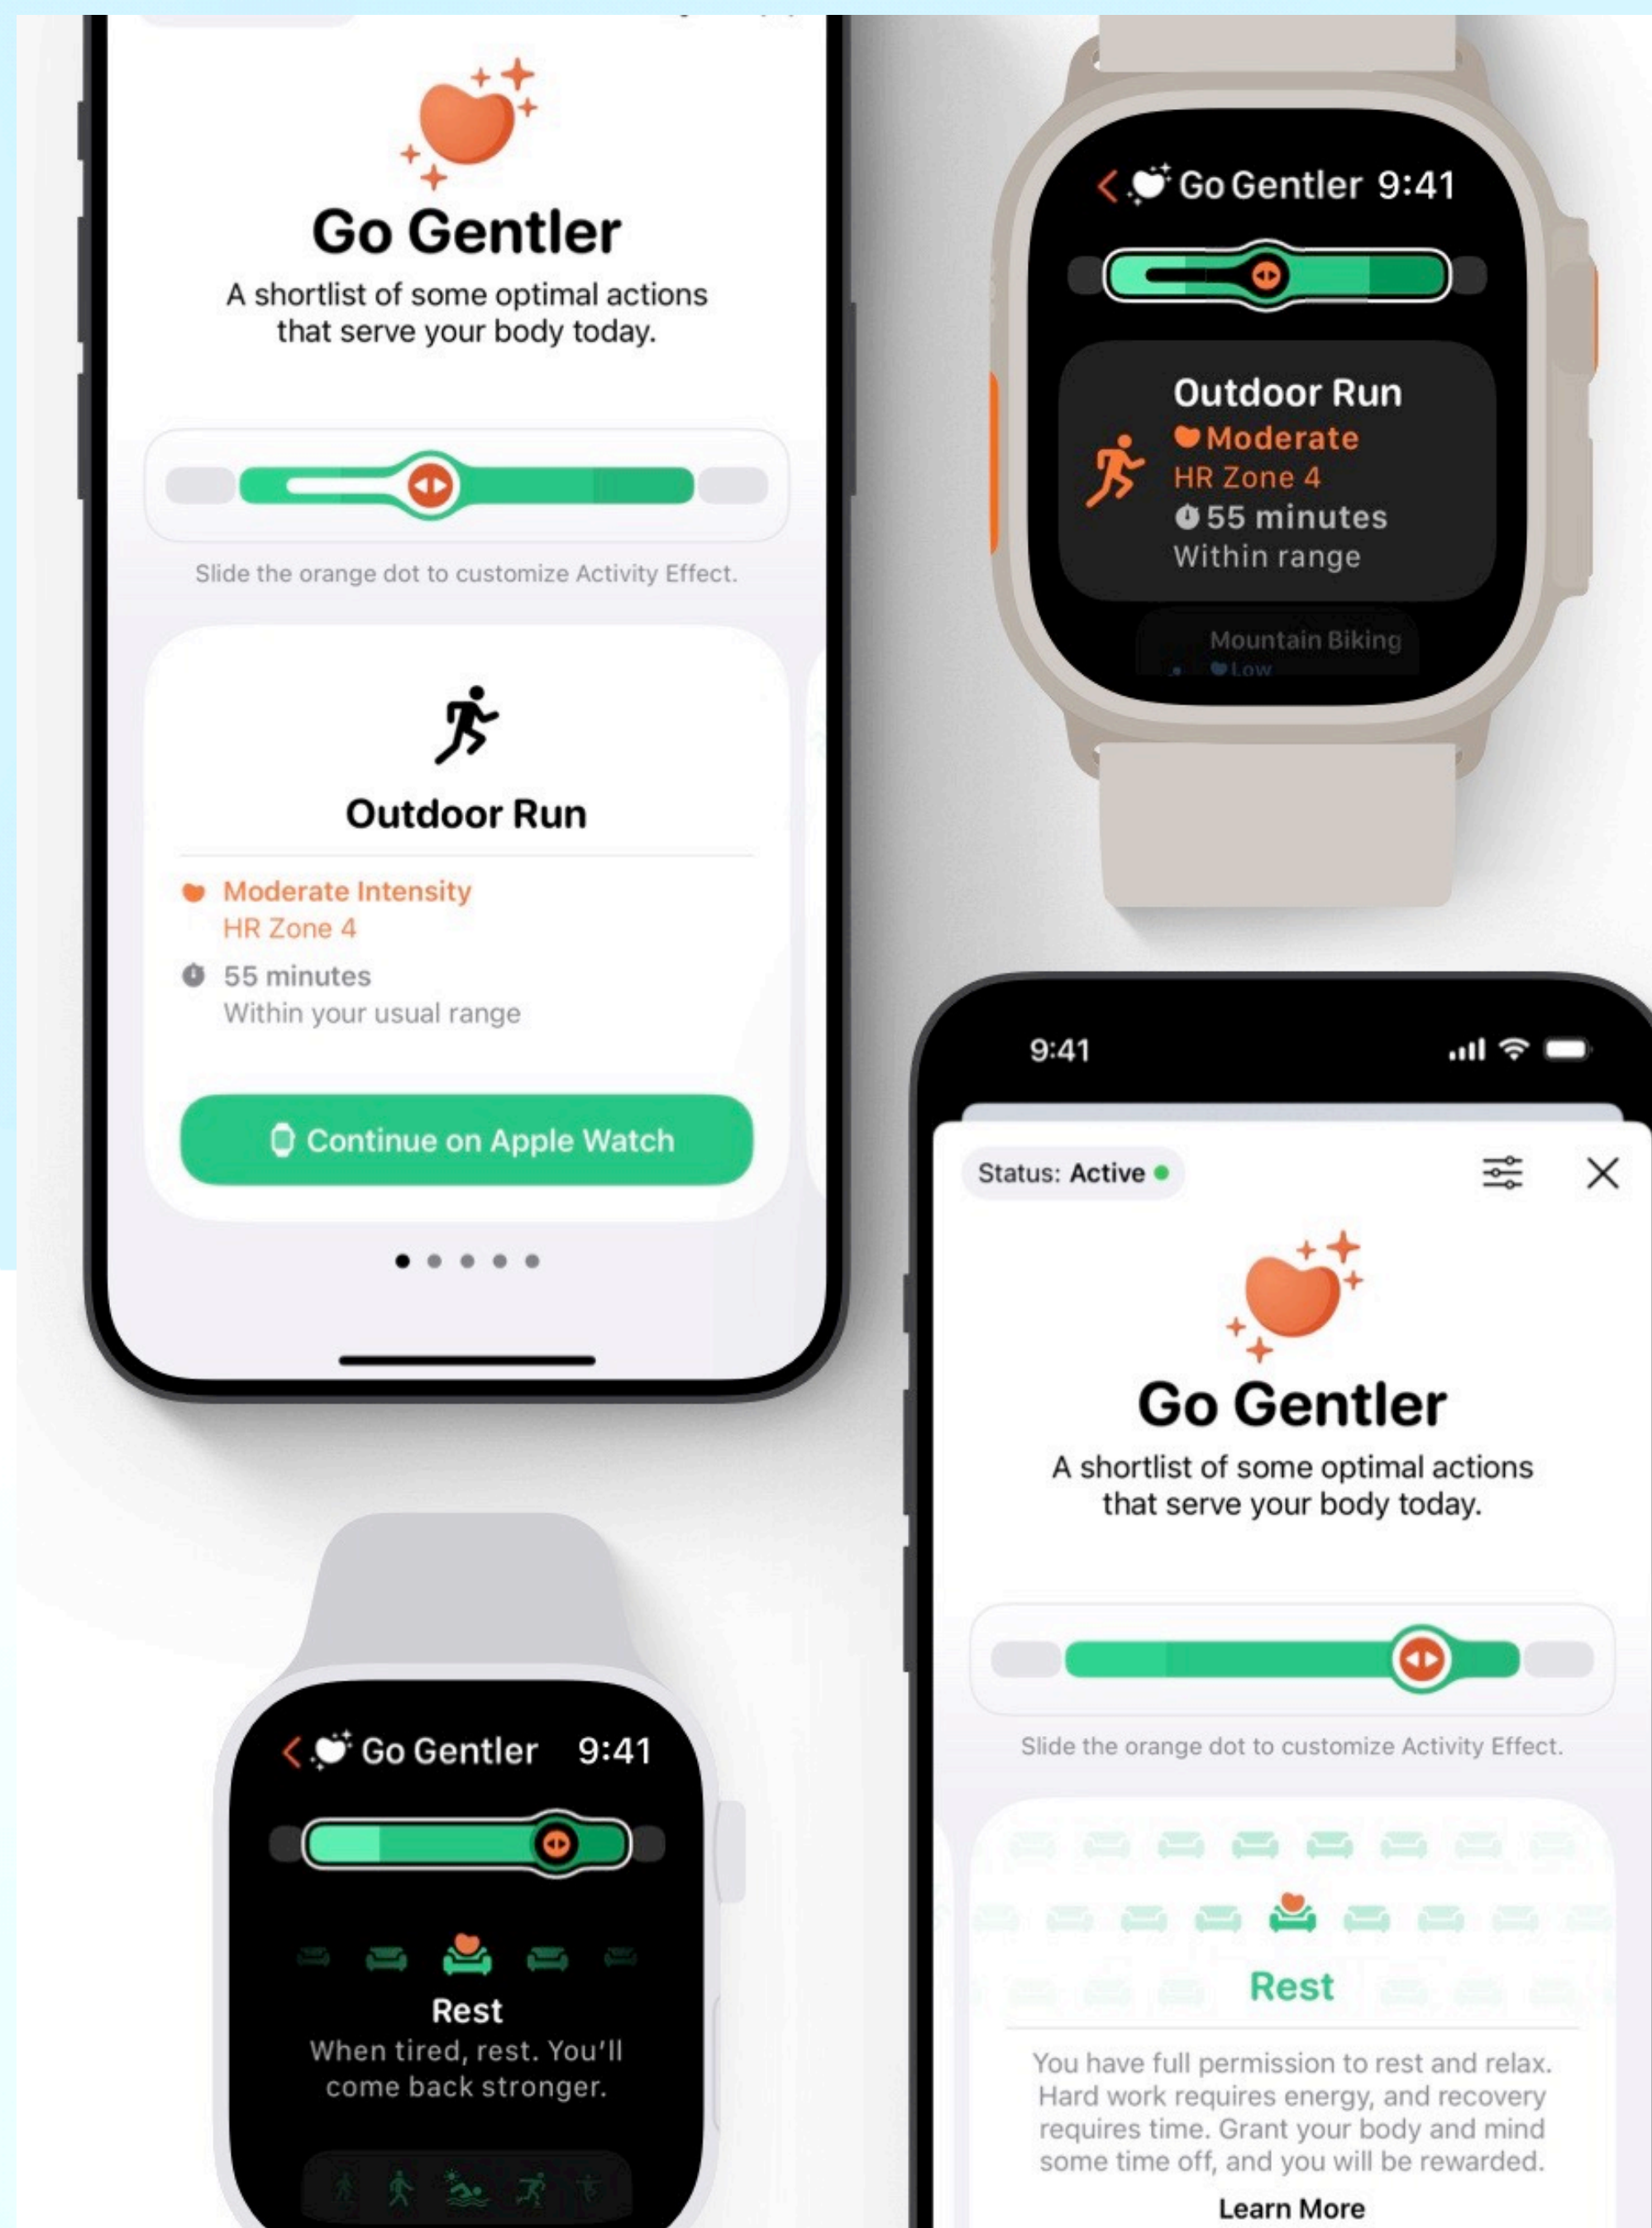 Go Gentler
A shortlist of some optimal actions
that serve your body today.
Slide the orange dot to customize Activity Effect.
Outdoor Run
Moderate Intensity
HR Zone 4
55 minutes
Within your usual range
Continue on Apple Watch
Go Gentler 9:41
Outdoor Run
Moderate
HR Zone 4
55 minutes
Within range
Mountain Biking
Low
Go Gentler 9:41
Rest
When tired, rest. You'll
come back stronger.
9:41
Status: Active
Go Gentler
A shortlist of some optimal actions
that serve your body today.
Slide the orange dot to customize Activity Effect.
Rest
You have full permission to rest and relax.
Hard work requires energy, and recovery
requires time. Grant your body and mind
some time off, and you will be rewarded.
Learn More